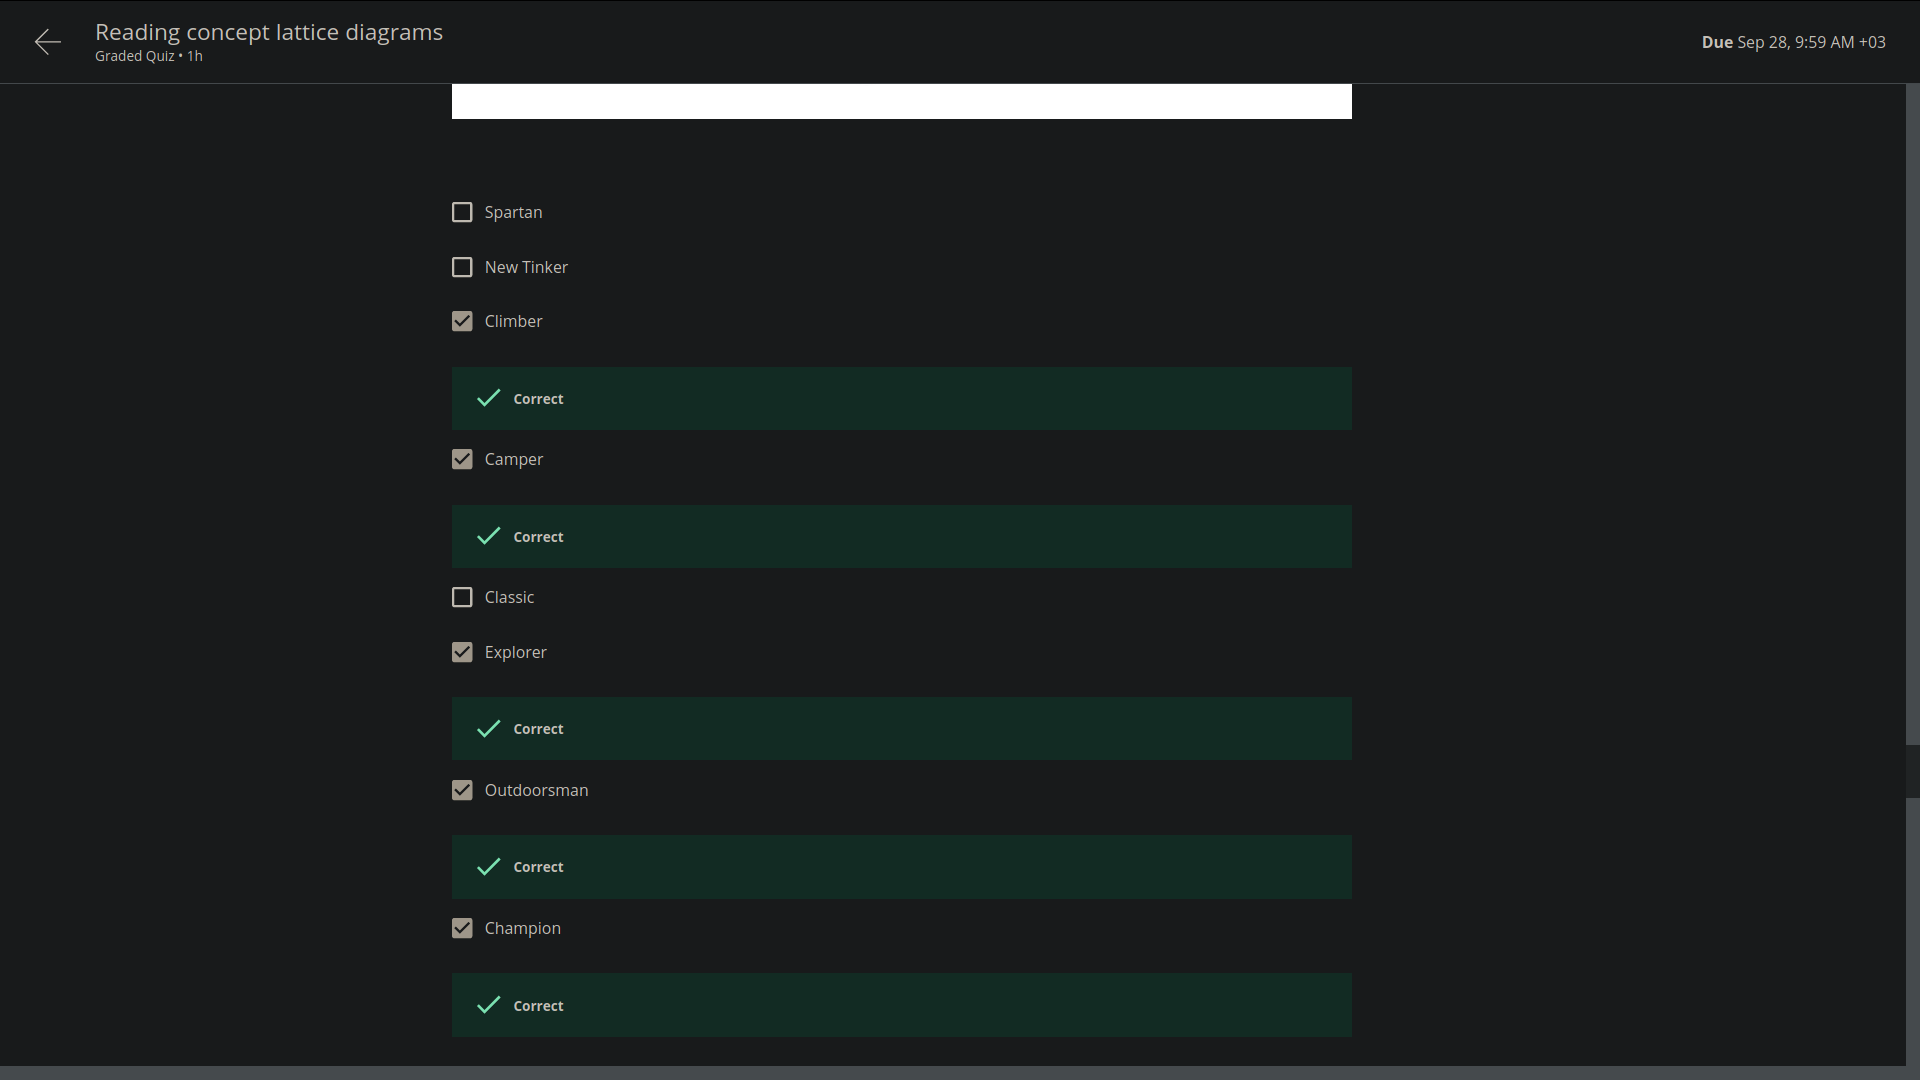 Reading concept lattice diagrams
Graded Quiz • 1h
Due Sep 28, 9:59 AM +03
Spartan
New Tinker
Climber
Correct
Camper
Correct
Classic
Explorer
Correct
Outdoorsman
Correct
Champion
Correct